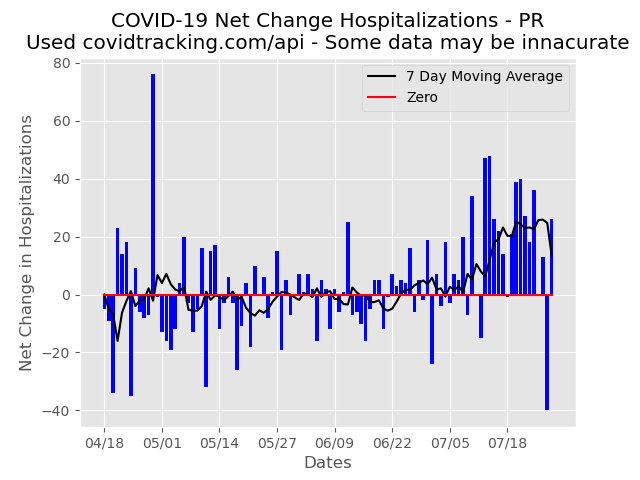 COVID-19 Net Change Hospitalizations - PR
Used covidtracking.com/api - Some data may be innacurate
7 Day Moving Average
Zero
Net Change in Hospitalizations
80
60
40
20
0
−20
−40
04/18 05/01 05/14 05/27 06/09 06/22 07/05 07/18
Dates